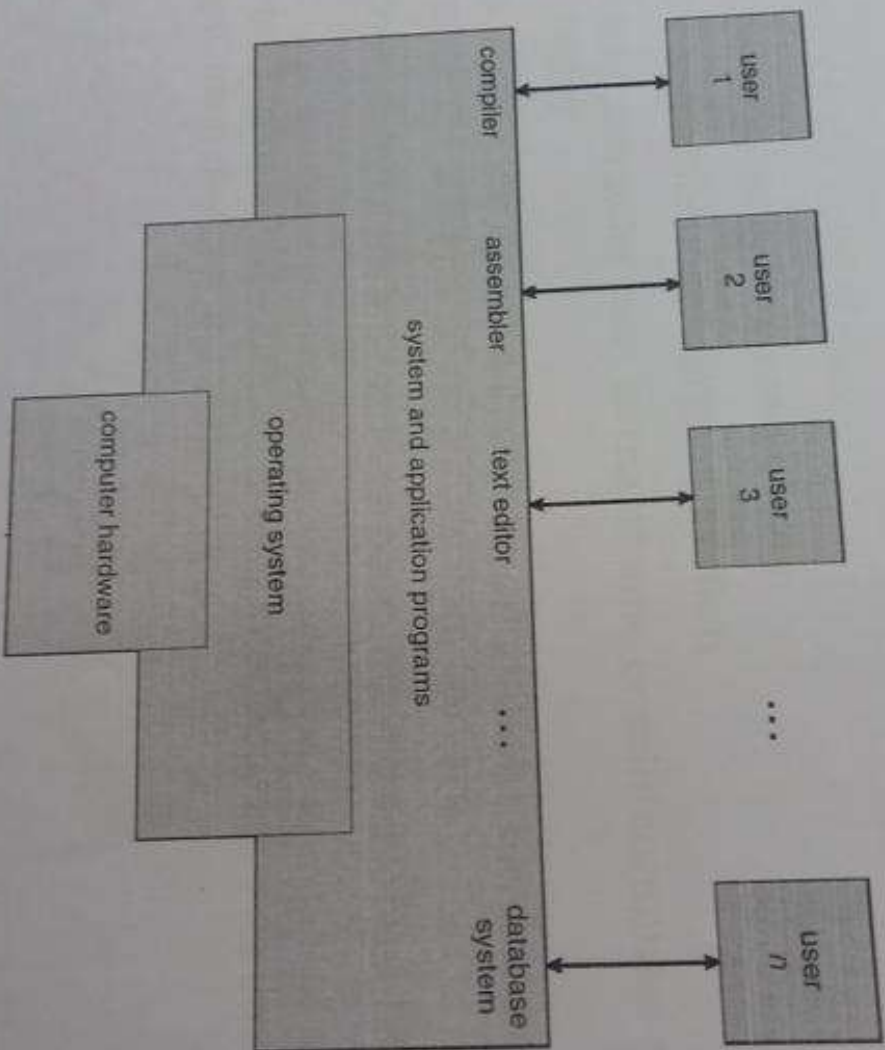 user
1
user
2
user
3
...
user
n
compiler
assembler
text editor
...
database
system
system and application programs
operating system
computer hardware